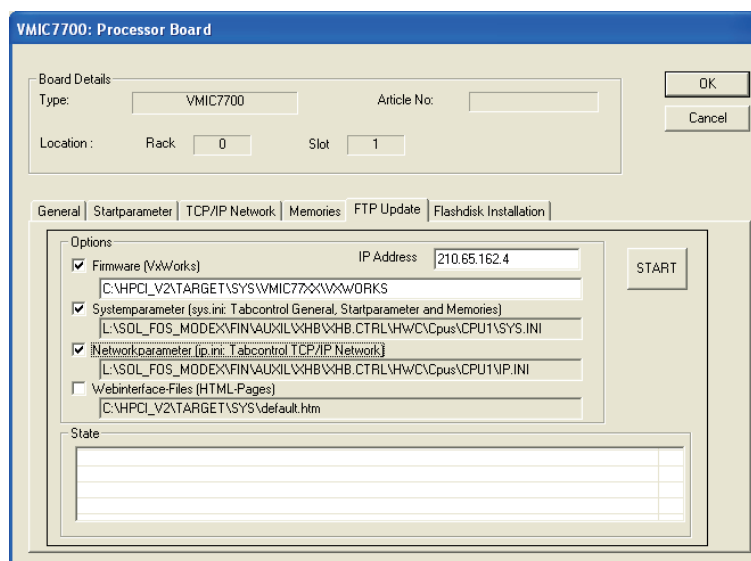 VMIC7700: Processor Board
Board Details
Type: VMIC7700 Article No:
OK
Cancel
Location : Rack 0 Slot 1
General Startparameter TCP/IP Network Memories FTP Update Flashdisk Installation
Options
Firmware (VxWorks) IP Address 210.65.162.4
START
C:\HPCI_V2\TARGET\SYS\VMIC77XX\VXWORKS
Systemparameter (sys.ini: Tabcontrol General, Startparameter and Memories)
L:\SOL_FOS_MODEX\FIN\AUXIL\XHB\XHB.CTRL\HWC\Cpus\CPU1\SYS.INI
Networkparameter (ip.ini: Tabcontrol TCP/IP Network)
L:\SOL_FOS_MODEX\FIN\AUXIL\XHB\XHB.CTRL\HWC\Cpus\CPU1\IP.INI
Webinterface-Files (HTML-Pages)
C:\HPCI_V2\TARGET\SYS\default.htm
State